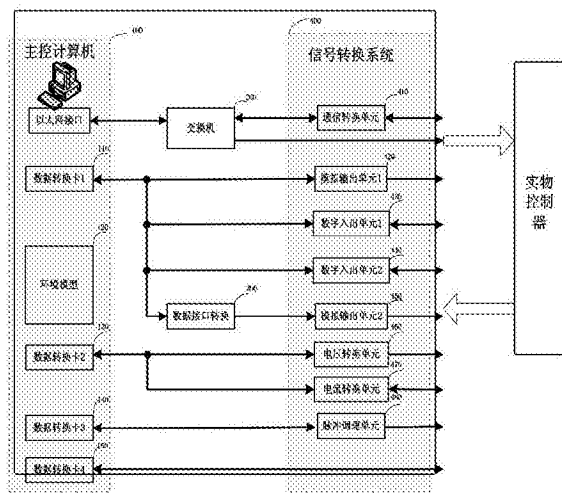 主控计算机
信号转换系统
400
以太网接口
交换机
通信转换单元
410
数据转换卡1
模拟输出单元1
数字入出单元1
数字入出单元2
环境模型
数据接口转换
模拟输出单元2
数据转换卡2
电压转换单元
电流转换单元
数据转换卡3
脉冲调理单元
数据转换卡4
实物
控制
器